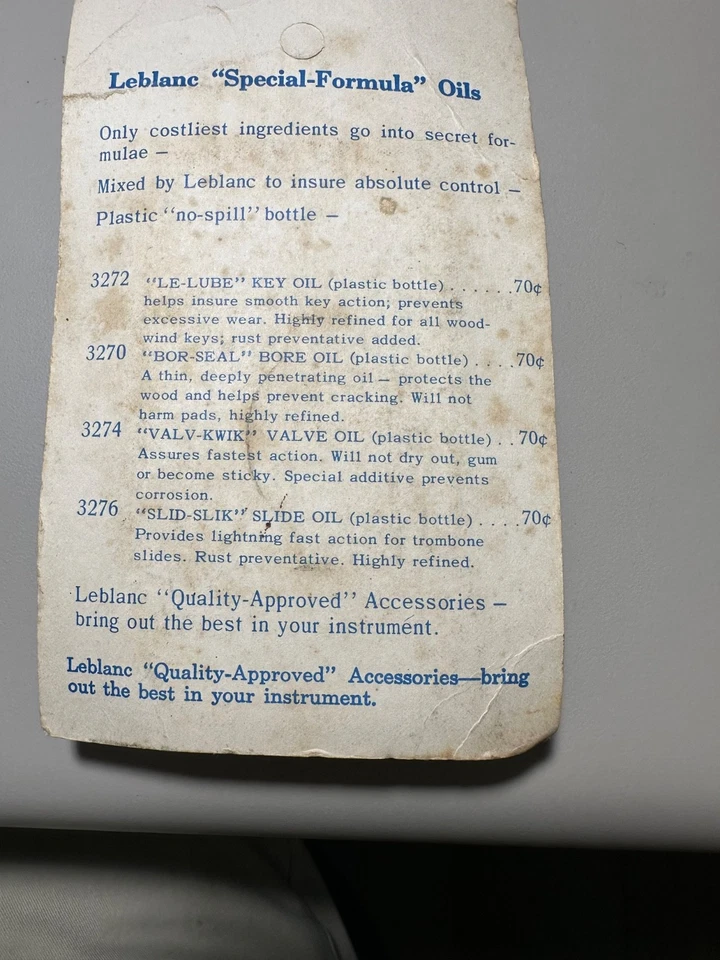 Leblanc “Special-Formula” Oils
Only costliest ingredients go into secret for-
mulae —
Mixed by Leblanc to insure absolute control —
Plastic “no-spill” bottle —
3272 “LE-LUBE” KEY OIL (plastic bottle) . . . . . . .70¢
helps insure smooth key action; prevents
excessive wear. Highly refined for all wood-
wind keys; rust preventative added.
3270 “BOR-SEAL” BORE OIL (plastic bottle) . . . .70¢
A thin, deeply penetrating oil — protects the
wood and helps prevent cracking. Will not
harm pads, highly refined.
3274 “VALV-KWIK” VALVE OIL (plastic bottle) . . 70¢
Assures fastest action. Will not dry out, gum
or become sticky. Special additive prevents
corrosion.
3276 “SLID-SLIK” SLIDE OIL (plastic bottle) . . . .70¢
Provides lightning fast action for trombone
slides. Rust preventative. Highly refined.
Leblanc “Quality-Approved” Accessories —
bring out the best in your instrument.
Leblanc “Quality-Approved” Accessories—bring
out the best in your instrument.